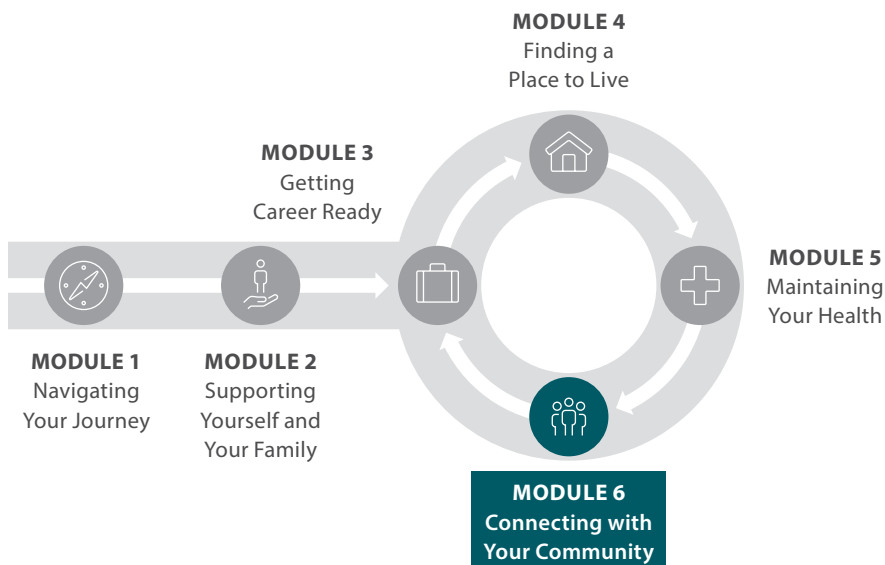 MODULE 4
Finding a
Place to Live
MODULE 3
Getting
Career Ready
MODULE 5
Maintaining
Your Health
MODULE 1
Navigating
Your Journey
MODULE 2
Supporting
Yourself and
Your Family
MODULE 6
Connecting with
Your Community